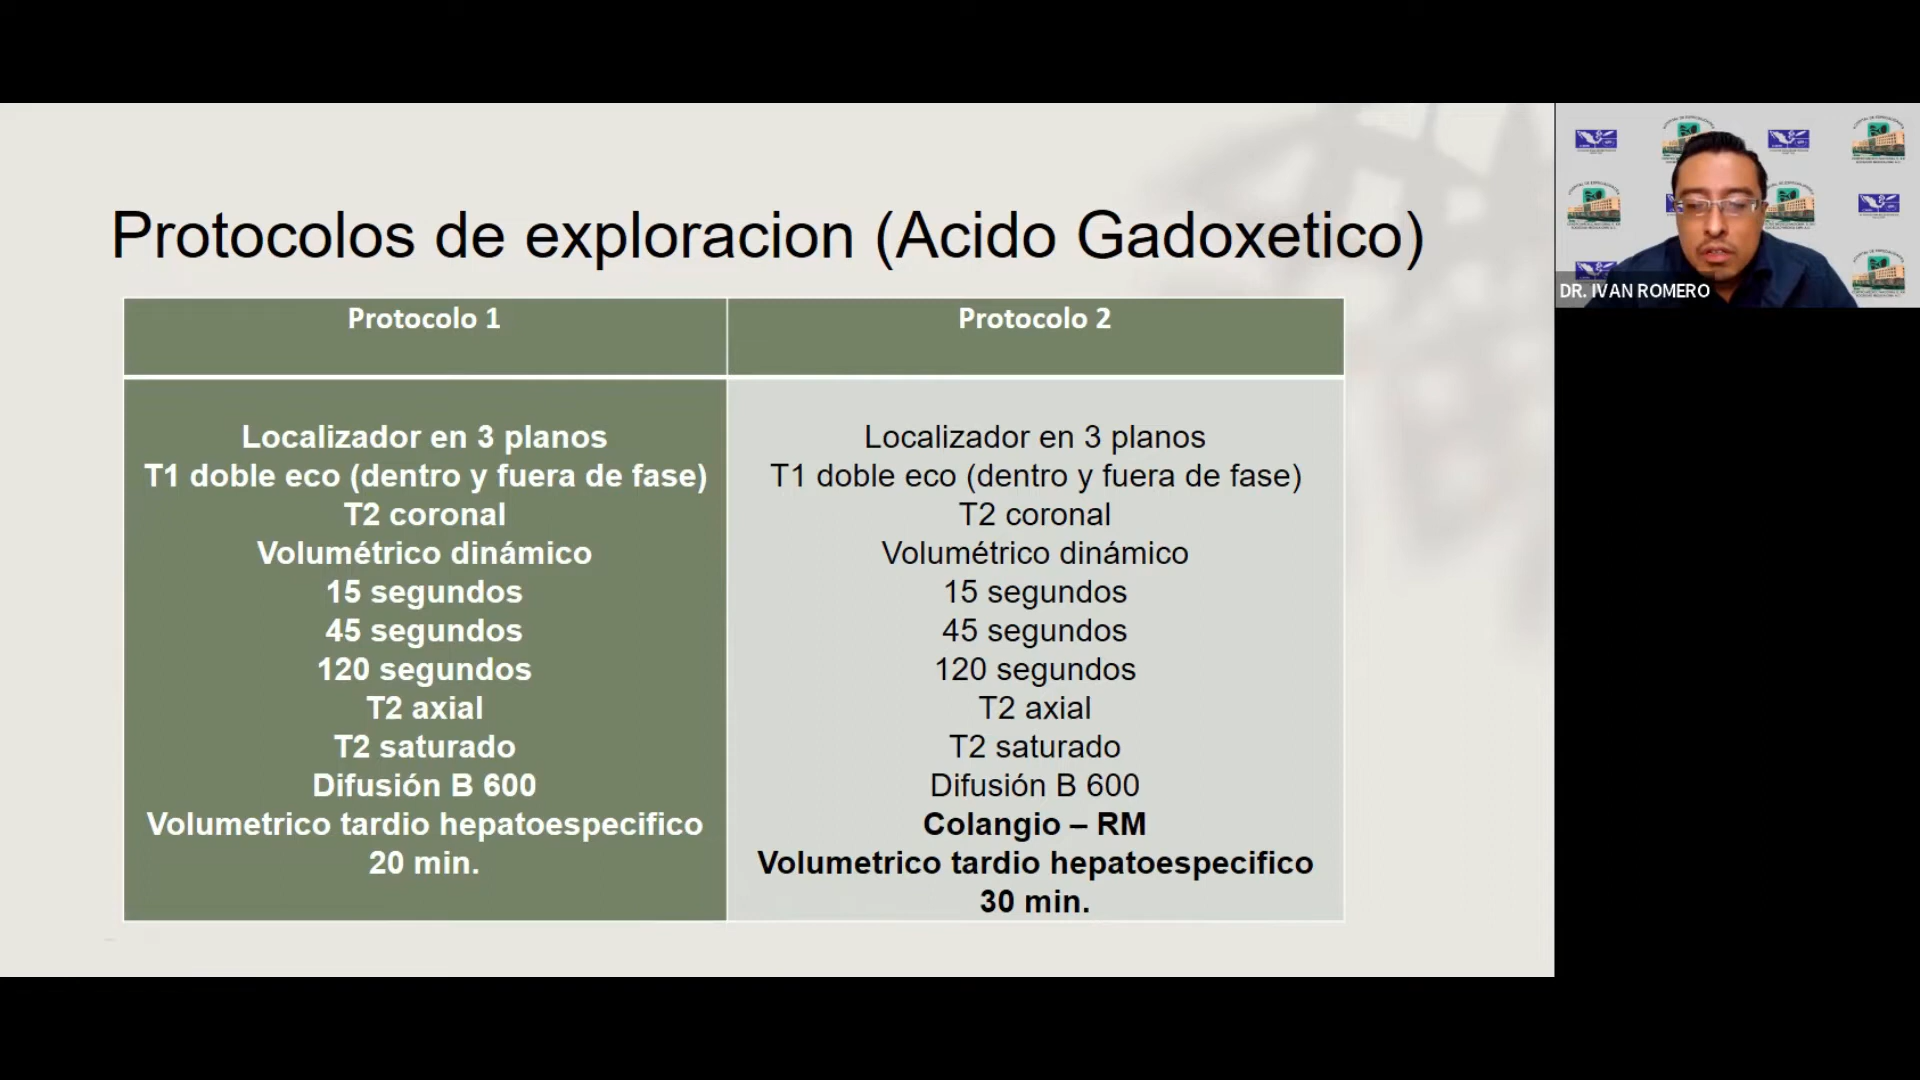 Protocolos de exploracion (Acido Gadoxetico)
Protocolo 1
Localizador en 3 planos
T1 doble eco (dentro y fuera de fase)
T2 coronal
Volumétrico dinámico
15 segundos
45 segundos
120 segundos
T2 axial
T2 saturado
Difusión B 600
Volumetrico tardio hepatoespecifico
20 min.
Protocolo 2
Localizador en 3 planos
T1 doble eco (dentro y fuera de fase)
T2 coronal
Volumétrico dinámico
15 segundos
45 segundos
120 segundos
T2 axial
T2 saturado
Difusión B 600
Colangio – RM
Volumetrico tardio hepatoespecifico
30 min.
DR. IVAN ROMERO